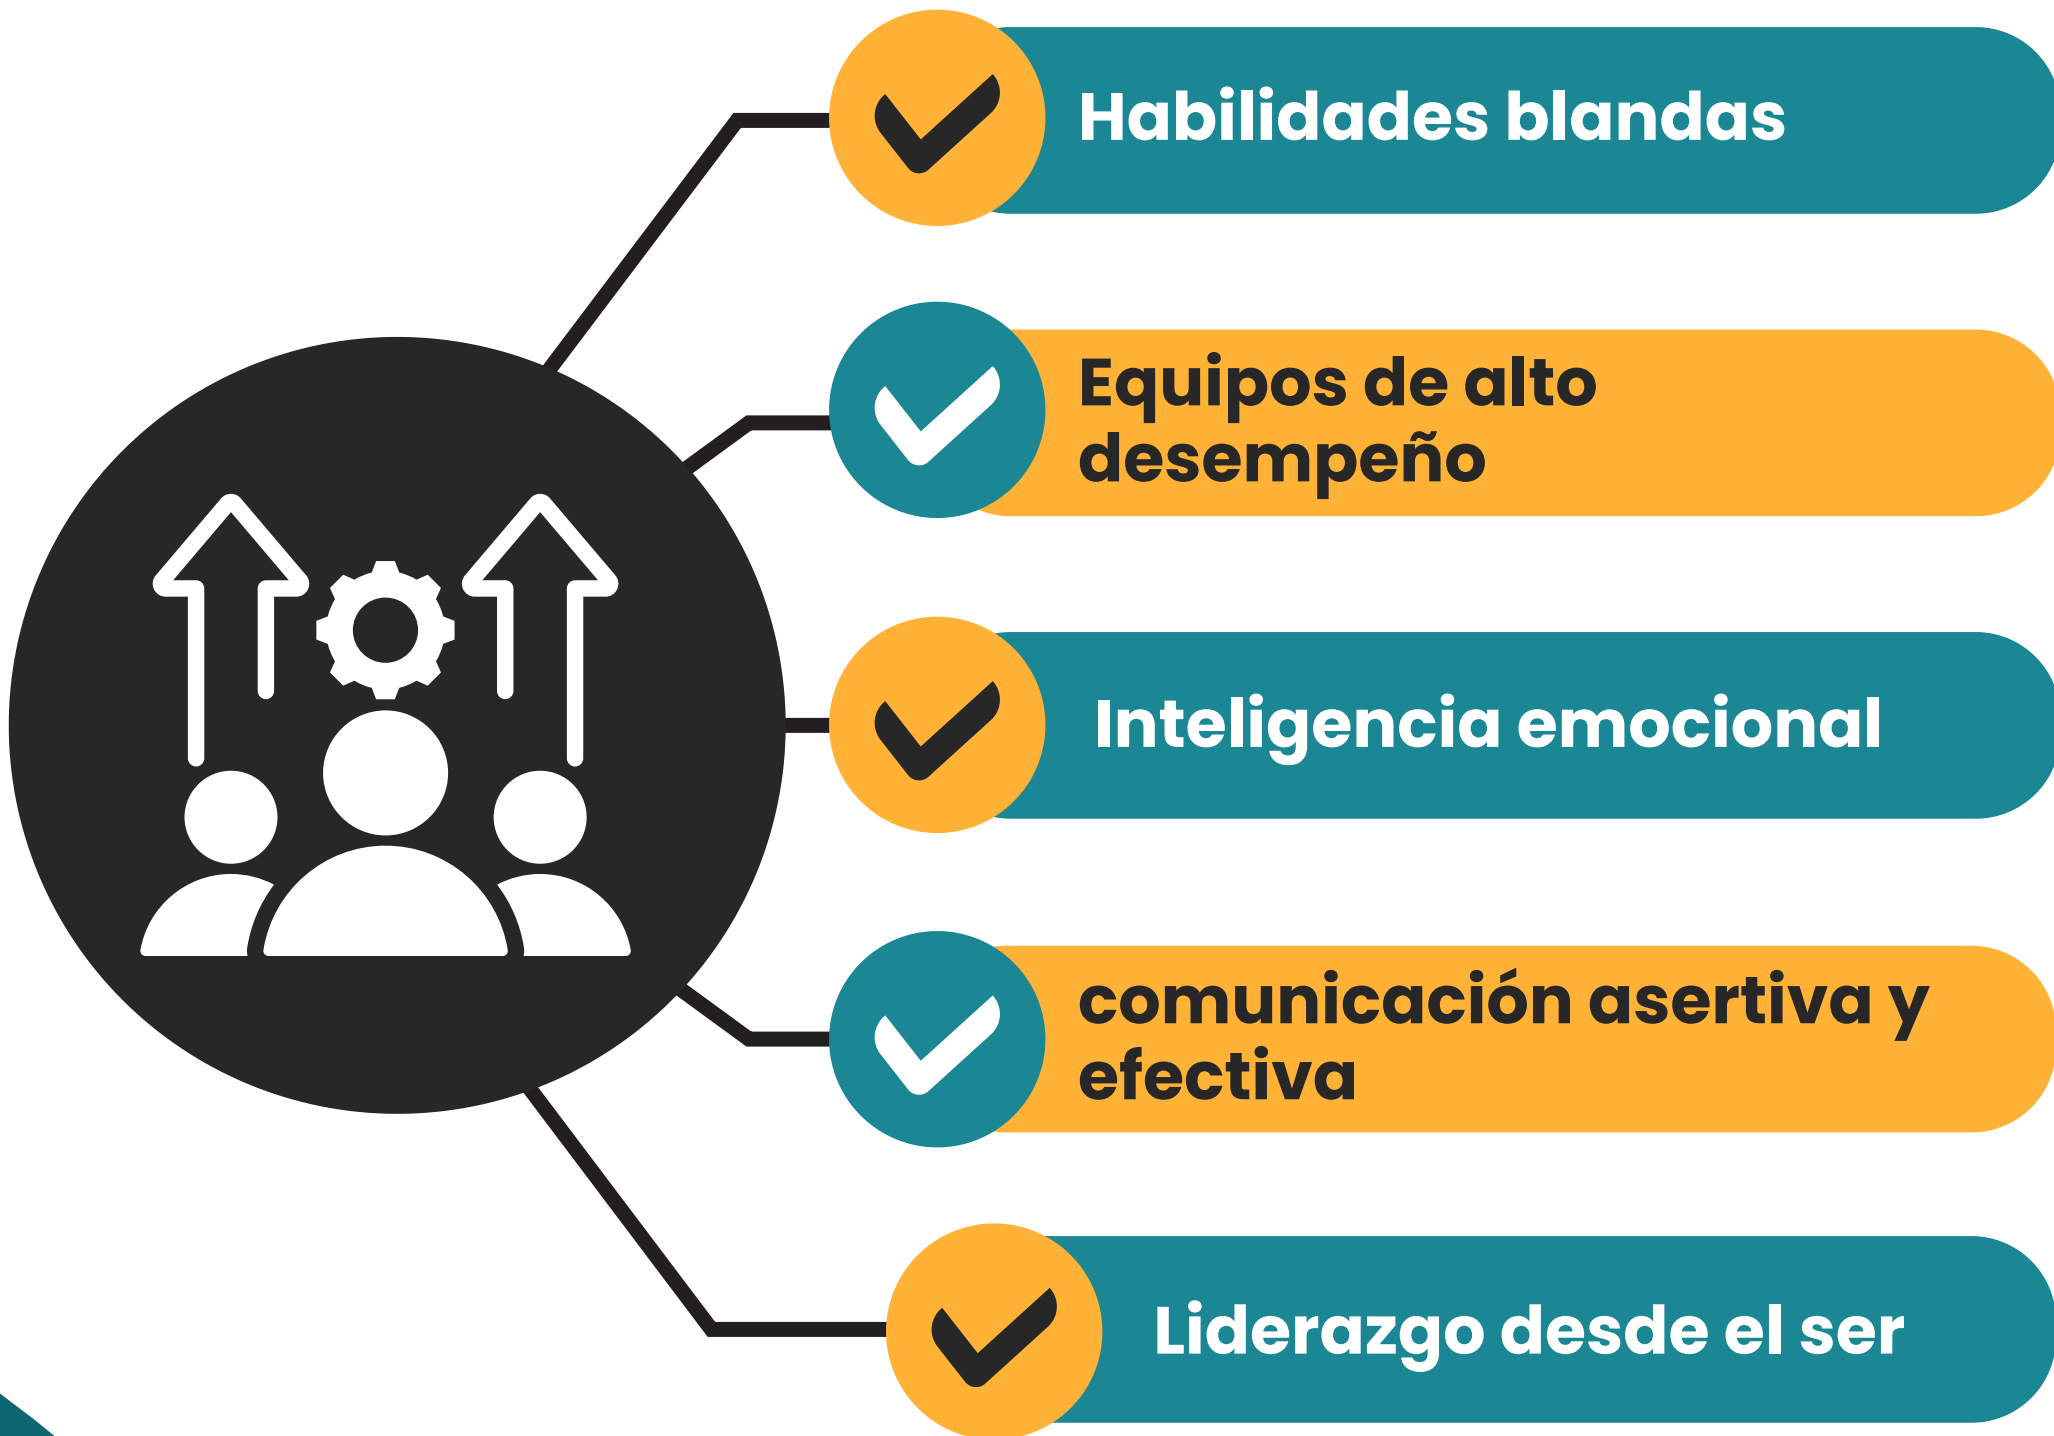 Habilidades blandas
Equipos de alto
desempeño
Inteligencia emocional
comunicación asertiva y
efectiva
Liderazgo desde el ser